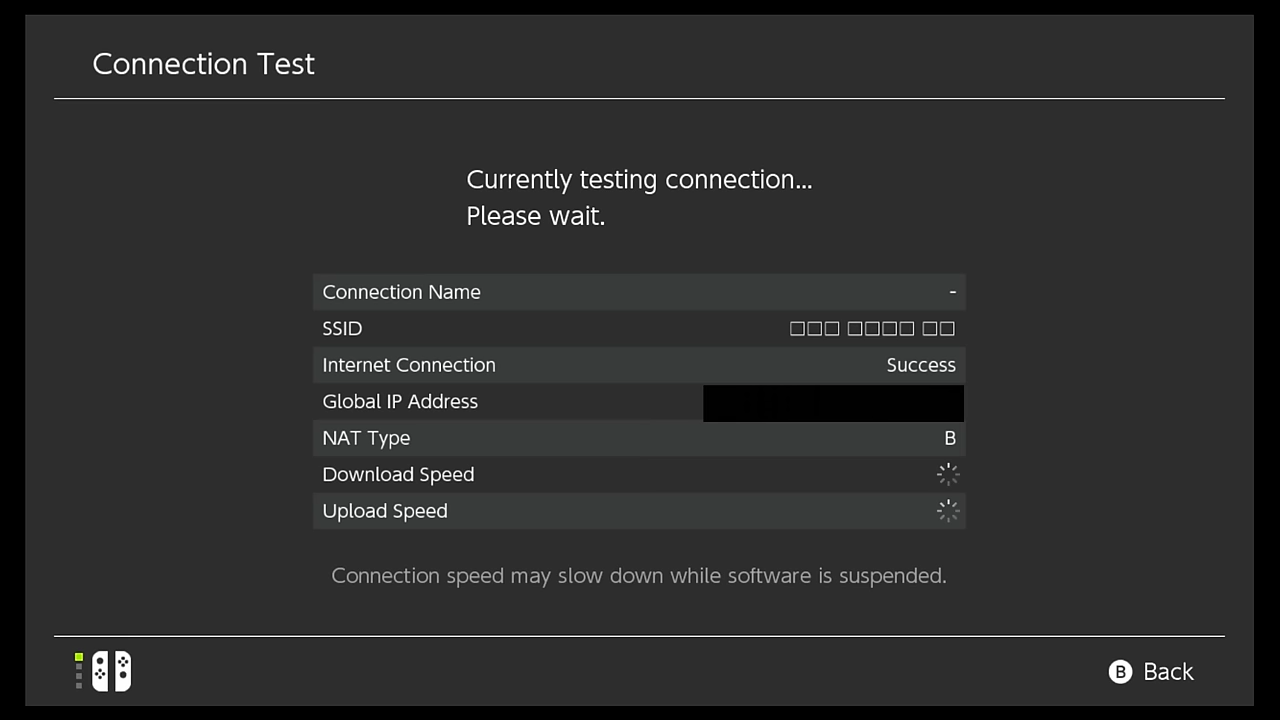 Connection Test
Currently testing connection...
Please wait.
Connection Name -
SSID □□□ □□□□ □□
Internet Connection Success
Global IP Address
NAT Type B
Download Speed
Upload Speed
Connection speed may slow down while software is suspended.
B Back